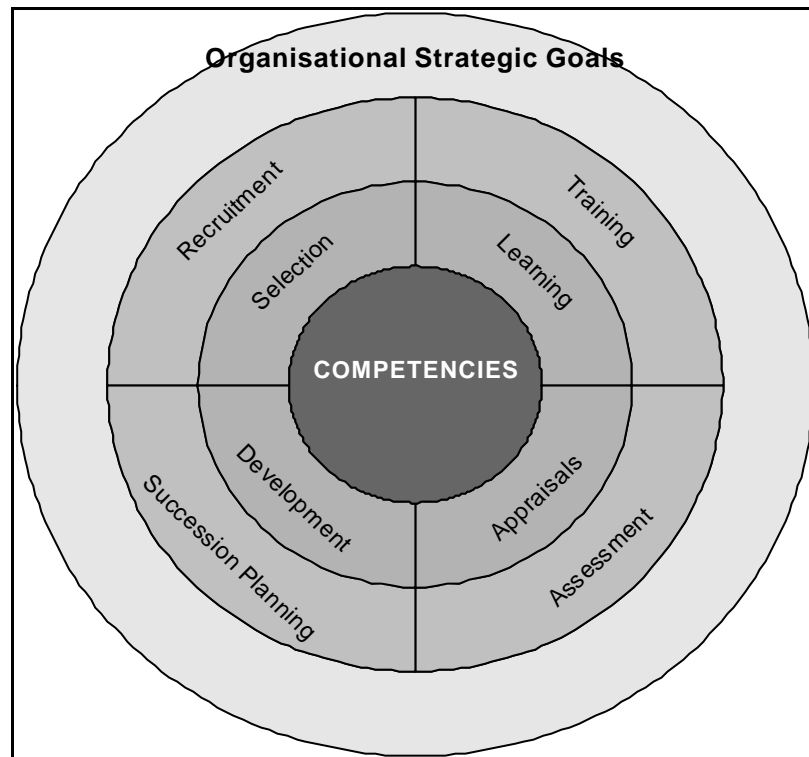 Organisational Strategic Goals
Recruitment
Training
Selection
Learning
COMPETENCIES
Development
Appraisals
Succession Planning
Assessment